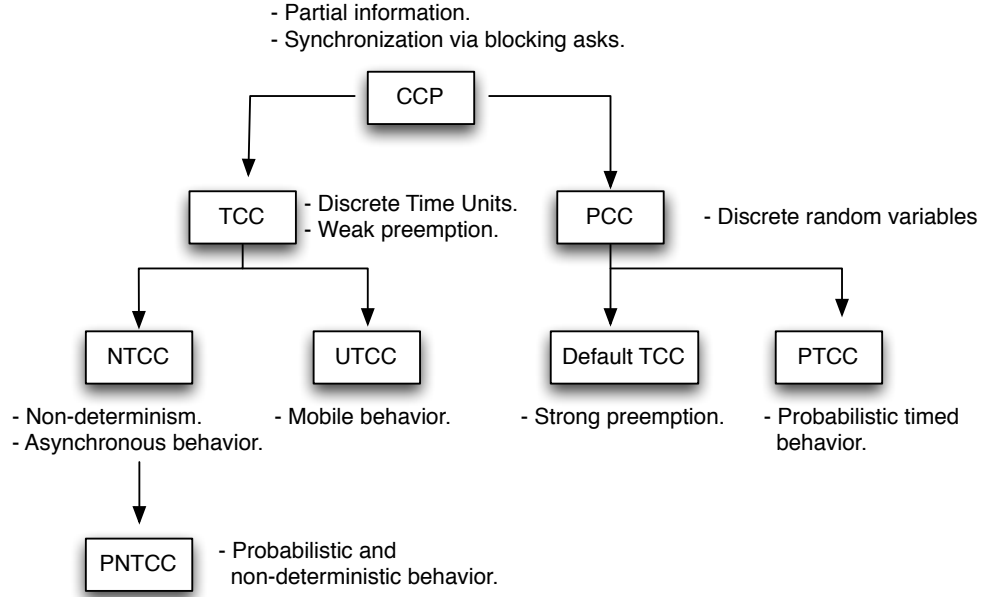 - Partial information.
- Synchronization via blocking asks.
CCP
TCC
- Discrete Time Units.
- Weak preemption.
PCC
- Discrete random variables
NTCC
UTCC
Default TCC
PTCC
- Non-determinism.
- Asynchronous behavior.
- Mobile behavior.
- Strong preemption.
- Probabilistic timed
behavior.
PNTCC
- Probabilistic and
non-deterministic behavior.